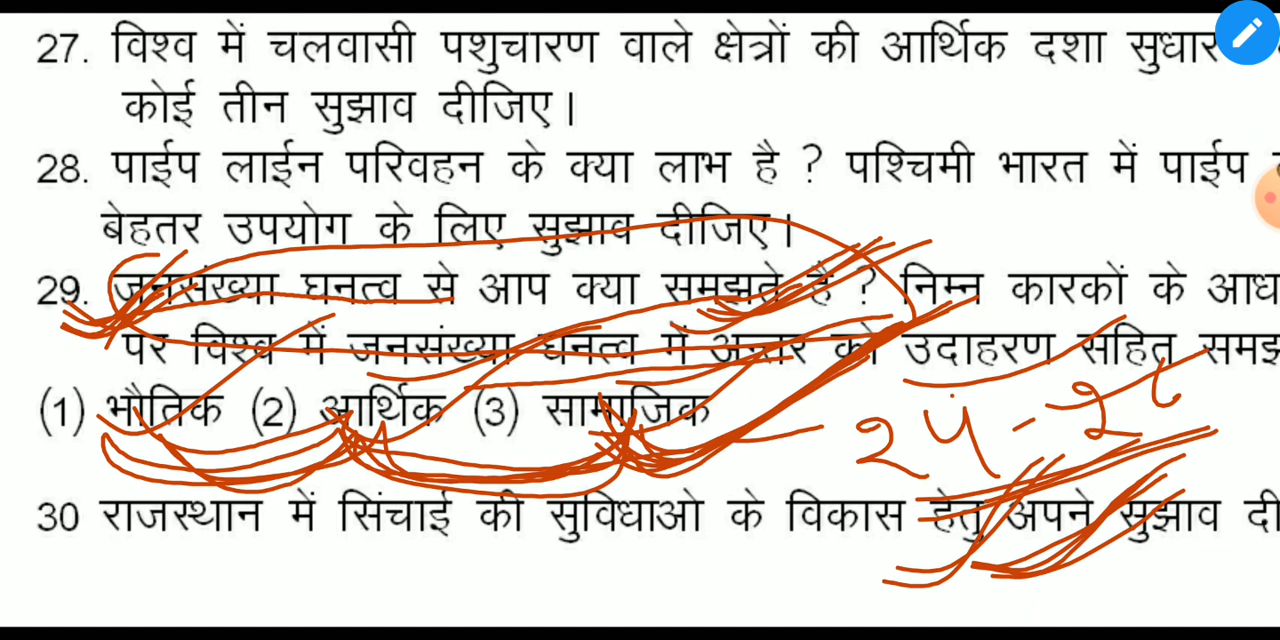 27. विश्व में चलवासी पशुचारण वाले क्षेत्रों की आर्थिक दशा सुधार
कोई तीन सुझाव दीजिए।
28. पाईप लाईन परिवहन के क्या लाभ है ? पश्चिमी भारत में पाईप
बेहतर उपयोग के लिए सुझाव दीजिए।
29. जनसंख्या घनत्व से आप क्या समझते है ? निम्न कारकों के आध
पर विश्व में जनसंख्या घनत्व में अन्तर को उदाहरण सहित समझ
(1) भौतिक (2) आर्थिक (3) सामाजिक
30 राजस्थान में सिंचाई की सुविधाओ के विकास हेतु अपने सुझाव दी